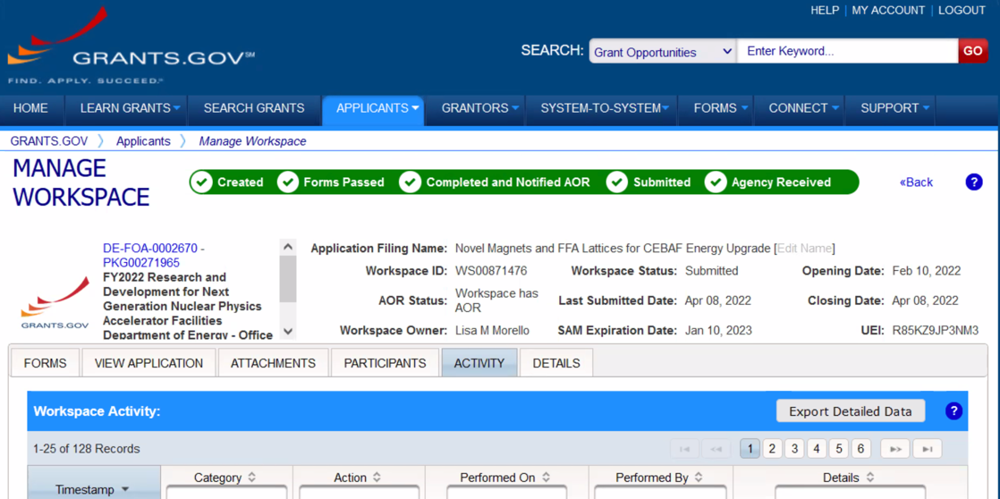 HELP | MY ACCOUNT | LOGOUT
GRANTS.GOV℠
FIND. APPLY. SUCCEED.℠
SEARCH: Grant Opportunities Enter Keyword... GO
HOME LEARN GRANTS SEARCH GRANTS APPLICANTS GRANTORS SYSTEM-TO-SYSTEM FORMS CONNECT SUPPORT
GRANTS.GOV 〉 Applicants 〉 Manage Workspace
MANAGE
WORKSPACE
Created Forms Passed Completed and Notified AOR Submitted Agency Received
«Back ?
DE-FOA-0002670 -
PKG00271965
FY2022 Research and
Development for Next
Generation Nuclear Physics
Accelerator Facilities
Department of Energy - Office
GRANTS.GOV
Application Filing Name: Novel Magnets and FFA Lattices for CEBAF Energy Upgrade [Edit Name]
Workspace ID: WS00871476 Workspace Status: Submitted Opening Date: Feb 10, 2022
AOR Status: Workspace has
AOR
Last Submitted Date: Apr 08, 2022 Closing Date: Apr 08, 2022
Workspace Owner: Lisa M Morello SAM Expiration Date: Jan 10, 2023 UEI: R85KZ9JP3NM3
FORMS VIEW APPLICATION ATTACHMENTS PARTICIPANTS ACTIVITY DETAILS
Workspace Activity: Export Detailed Data ?
1-25 of 128 Records 1 2 3 4 5 6
Timestamp Category Action Performed On Performed By Details